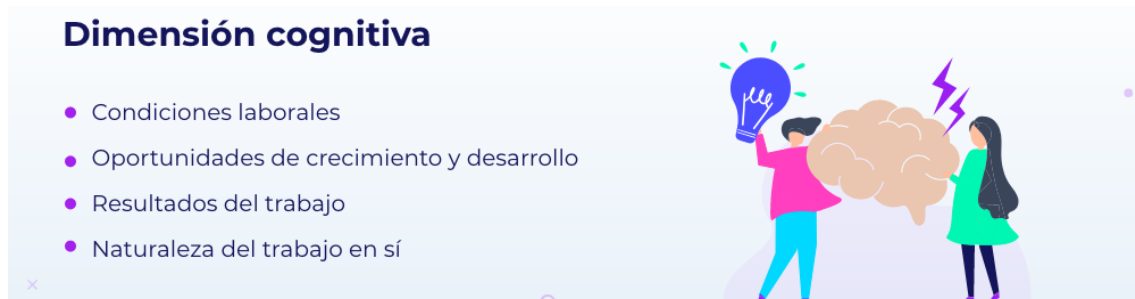 Dimensión cognitiva
Condiciones laborales
Oportunidades de crecimiento y desarrollo
Resultados del trabajo
Naturaleza del trabajo en sí